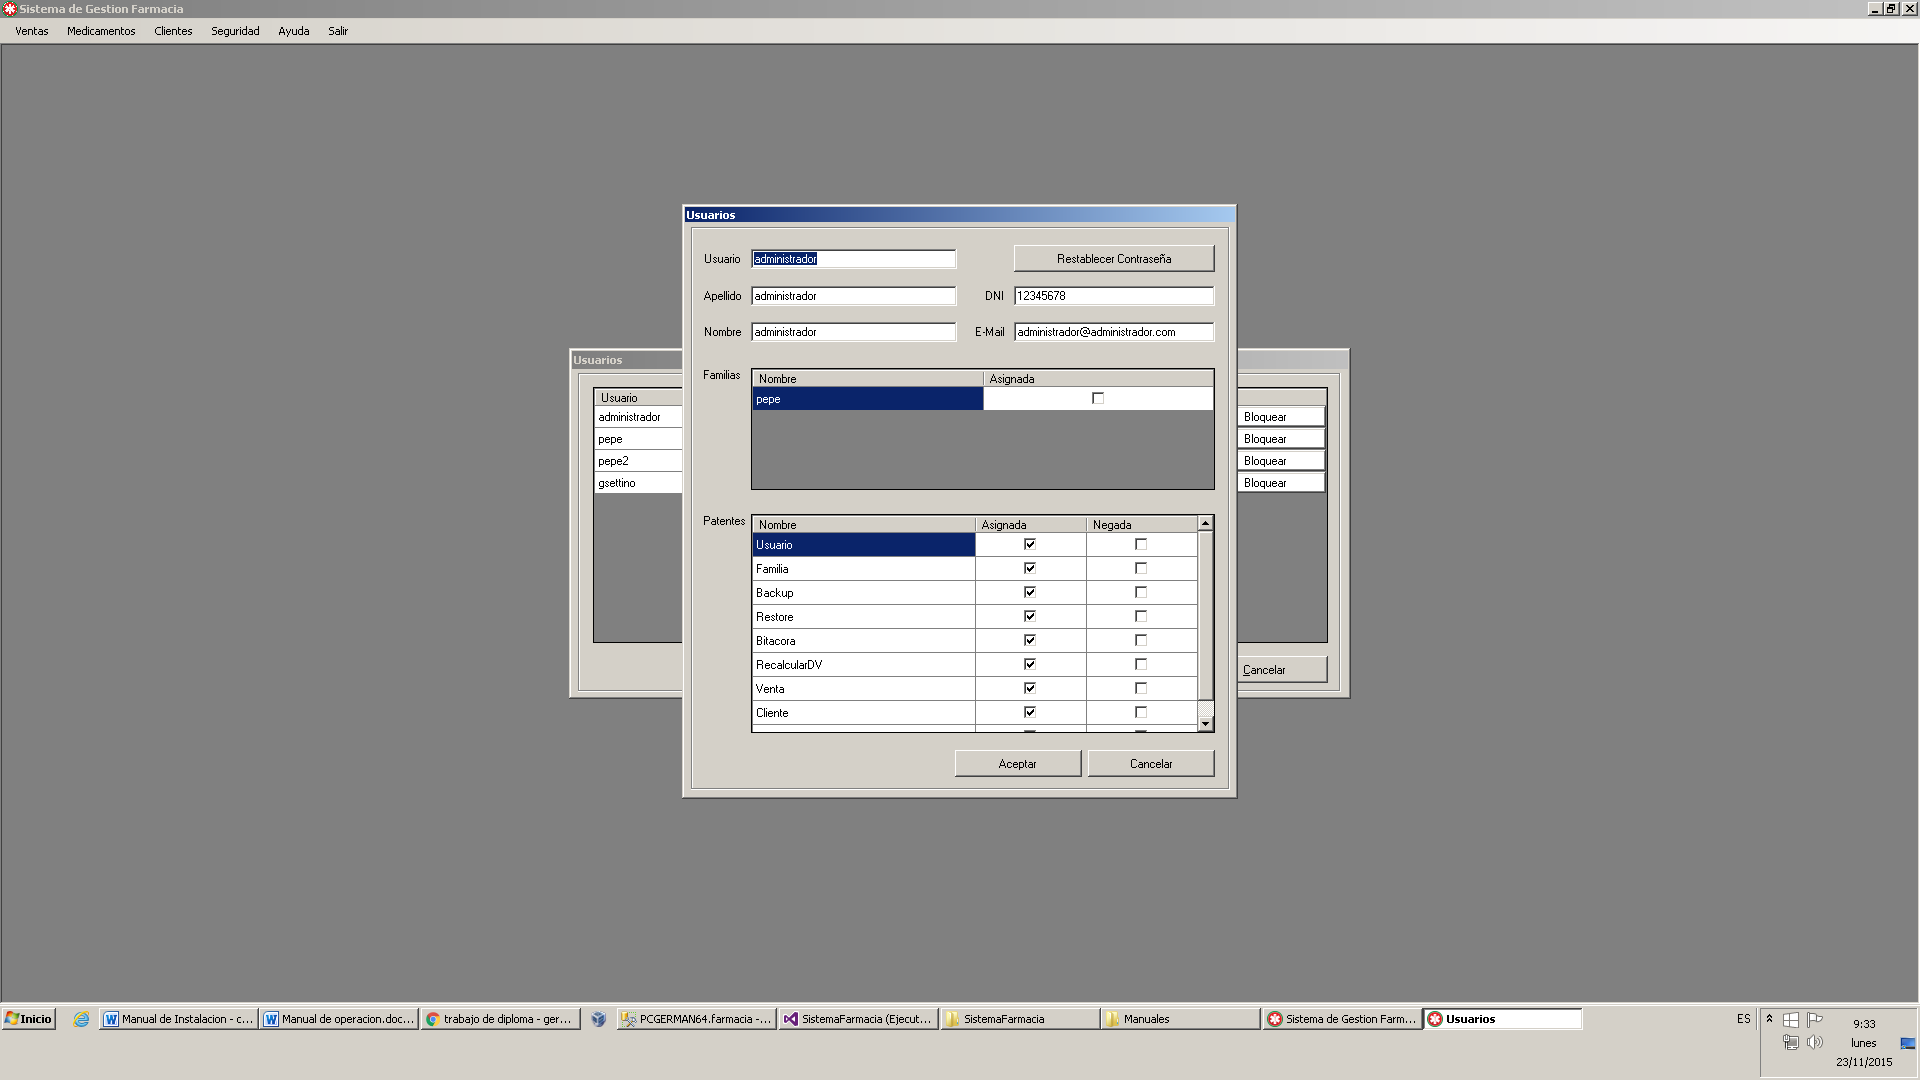 Sistema de Gestion Farmacia
Ventas Medicamentos Clientes Seguridad Ayuda Salir
Usuarios
Usuario administrador Restablecer Contraseña
Apellido administrador DNI 12345678
Nombre administrador E-Mail administrador@administrador.com
Familias Nombre Asignada
pepe
Patentes Nombre Asignada Negada
Usuario
Familia
Backup
Restore
Bitacora
RecalcularDV
Venta
Cliente
Aceptar Cancelar
Usuarios
Usuario
administrador Bloquear
pepe Bloquear
pepe2 Bloquear
gsettino Bloquear
Cancelar
Inicio Manual de Instalacion - c... Manual de operacion.doc... trabajo de diploma - ger... PCGERMAN64.farmacia -... SistemaFarmacia (Ejecut... SistemaFarmacia Manuales Sistema de Gestion Farm... Usuarios ES
9:33
lunes
23/11/2015